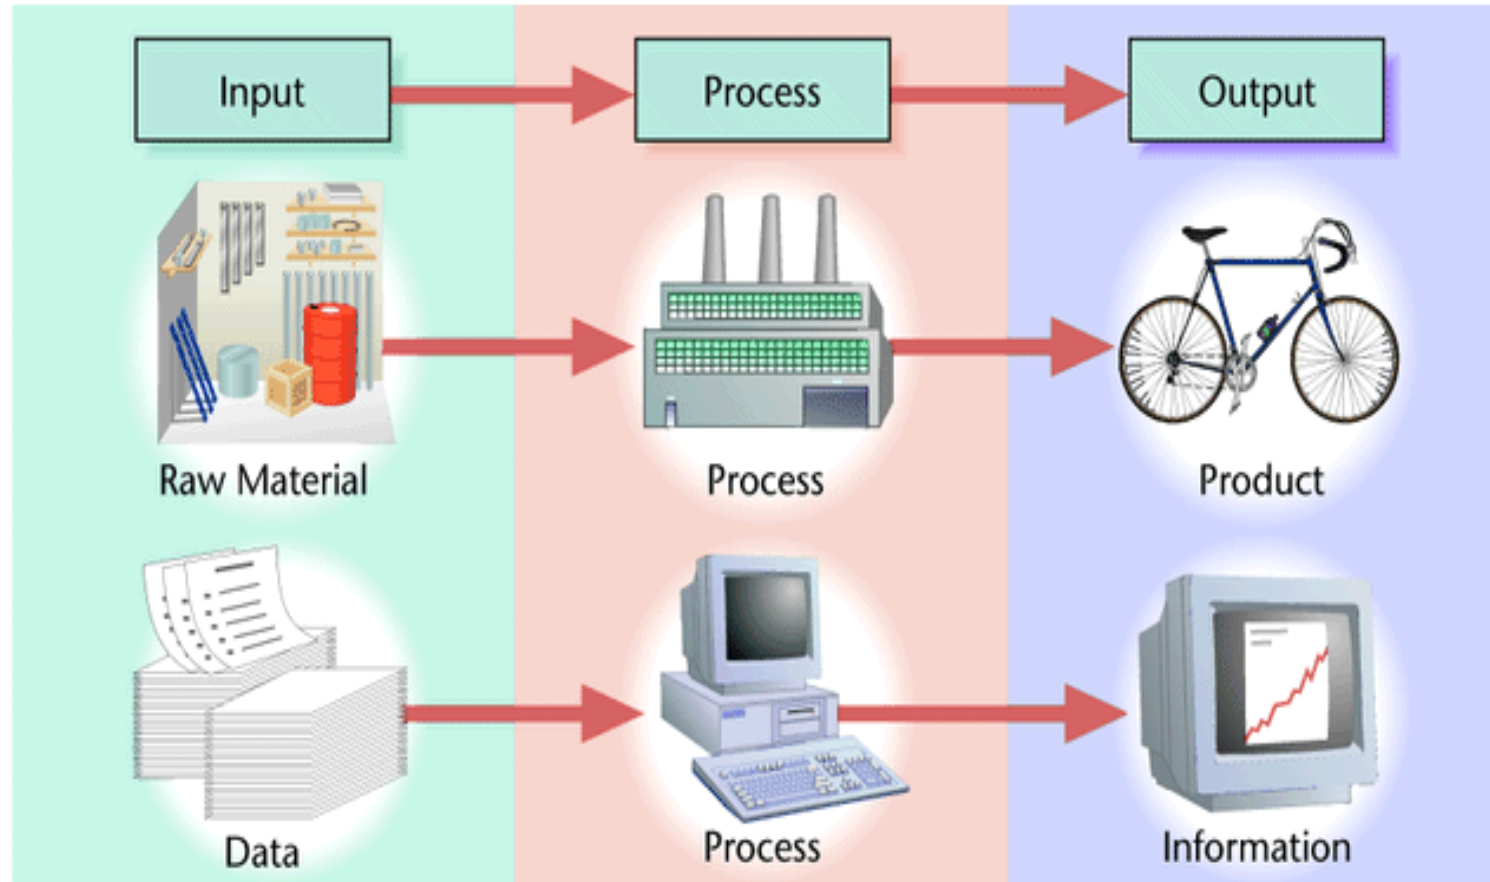 Input
Process
Output
Raw Material
Process
Product
Data
Process
Information